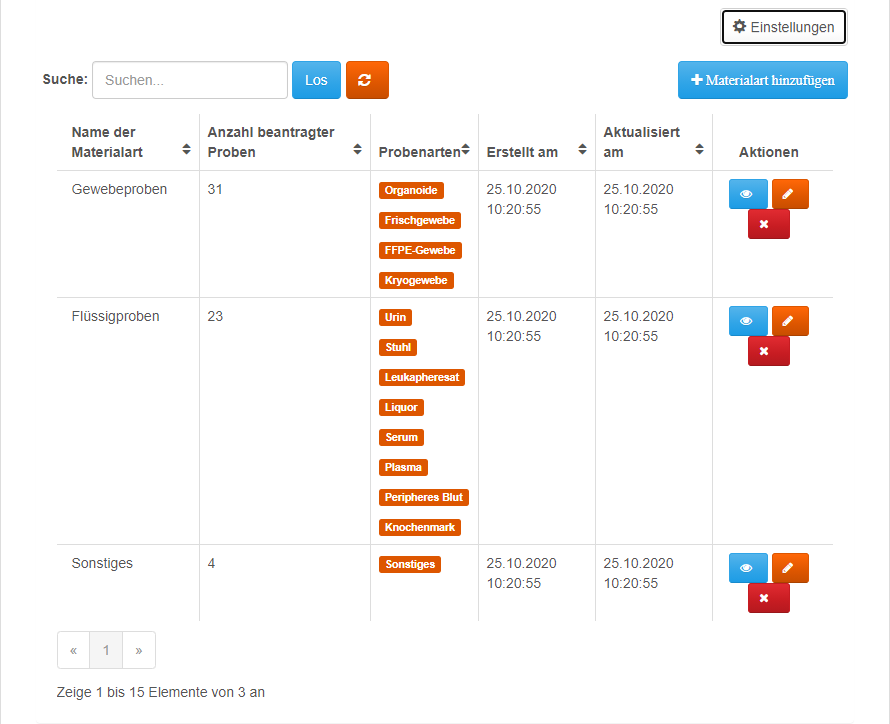 Einstellungen
Suche: Suchen... Los Materialart hinzufügen
Name der Materialart Anzahl beantragter Proben Probenarten Erstellt am Aktualisiert am Aktionen
Gewebeproben 31 Organoide 25.10.2020 25.10.2020
10:20:55 10:20:55
Frischgewebe
FFPE-Gewebe
Kryogewebe
Flüssigproben 23 Urin 25.10.2020 25.10.2020
10:20:55 10:20:55
Stuhl
Leukapheresat
Liquor
Serum
Plasma
Peripheres Blut
Knochenmark
Sonstiges 4 Sonstiges 25.10.2020 25.10.2020
10:20:55 10:20:55
« 1 »
Zeige 1 bis 15 Elemente von 3 an